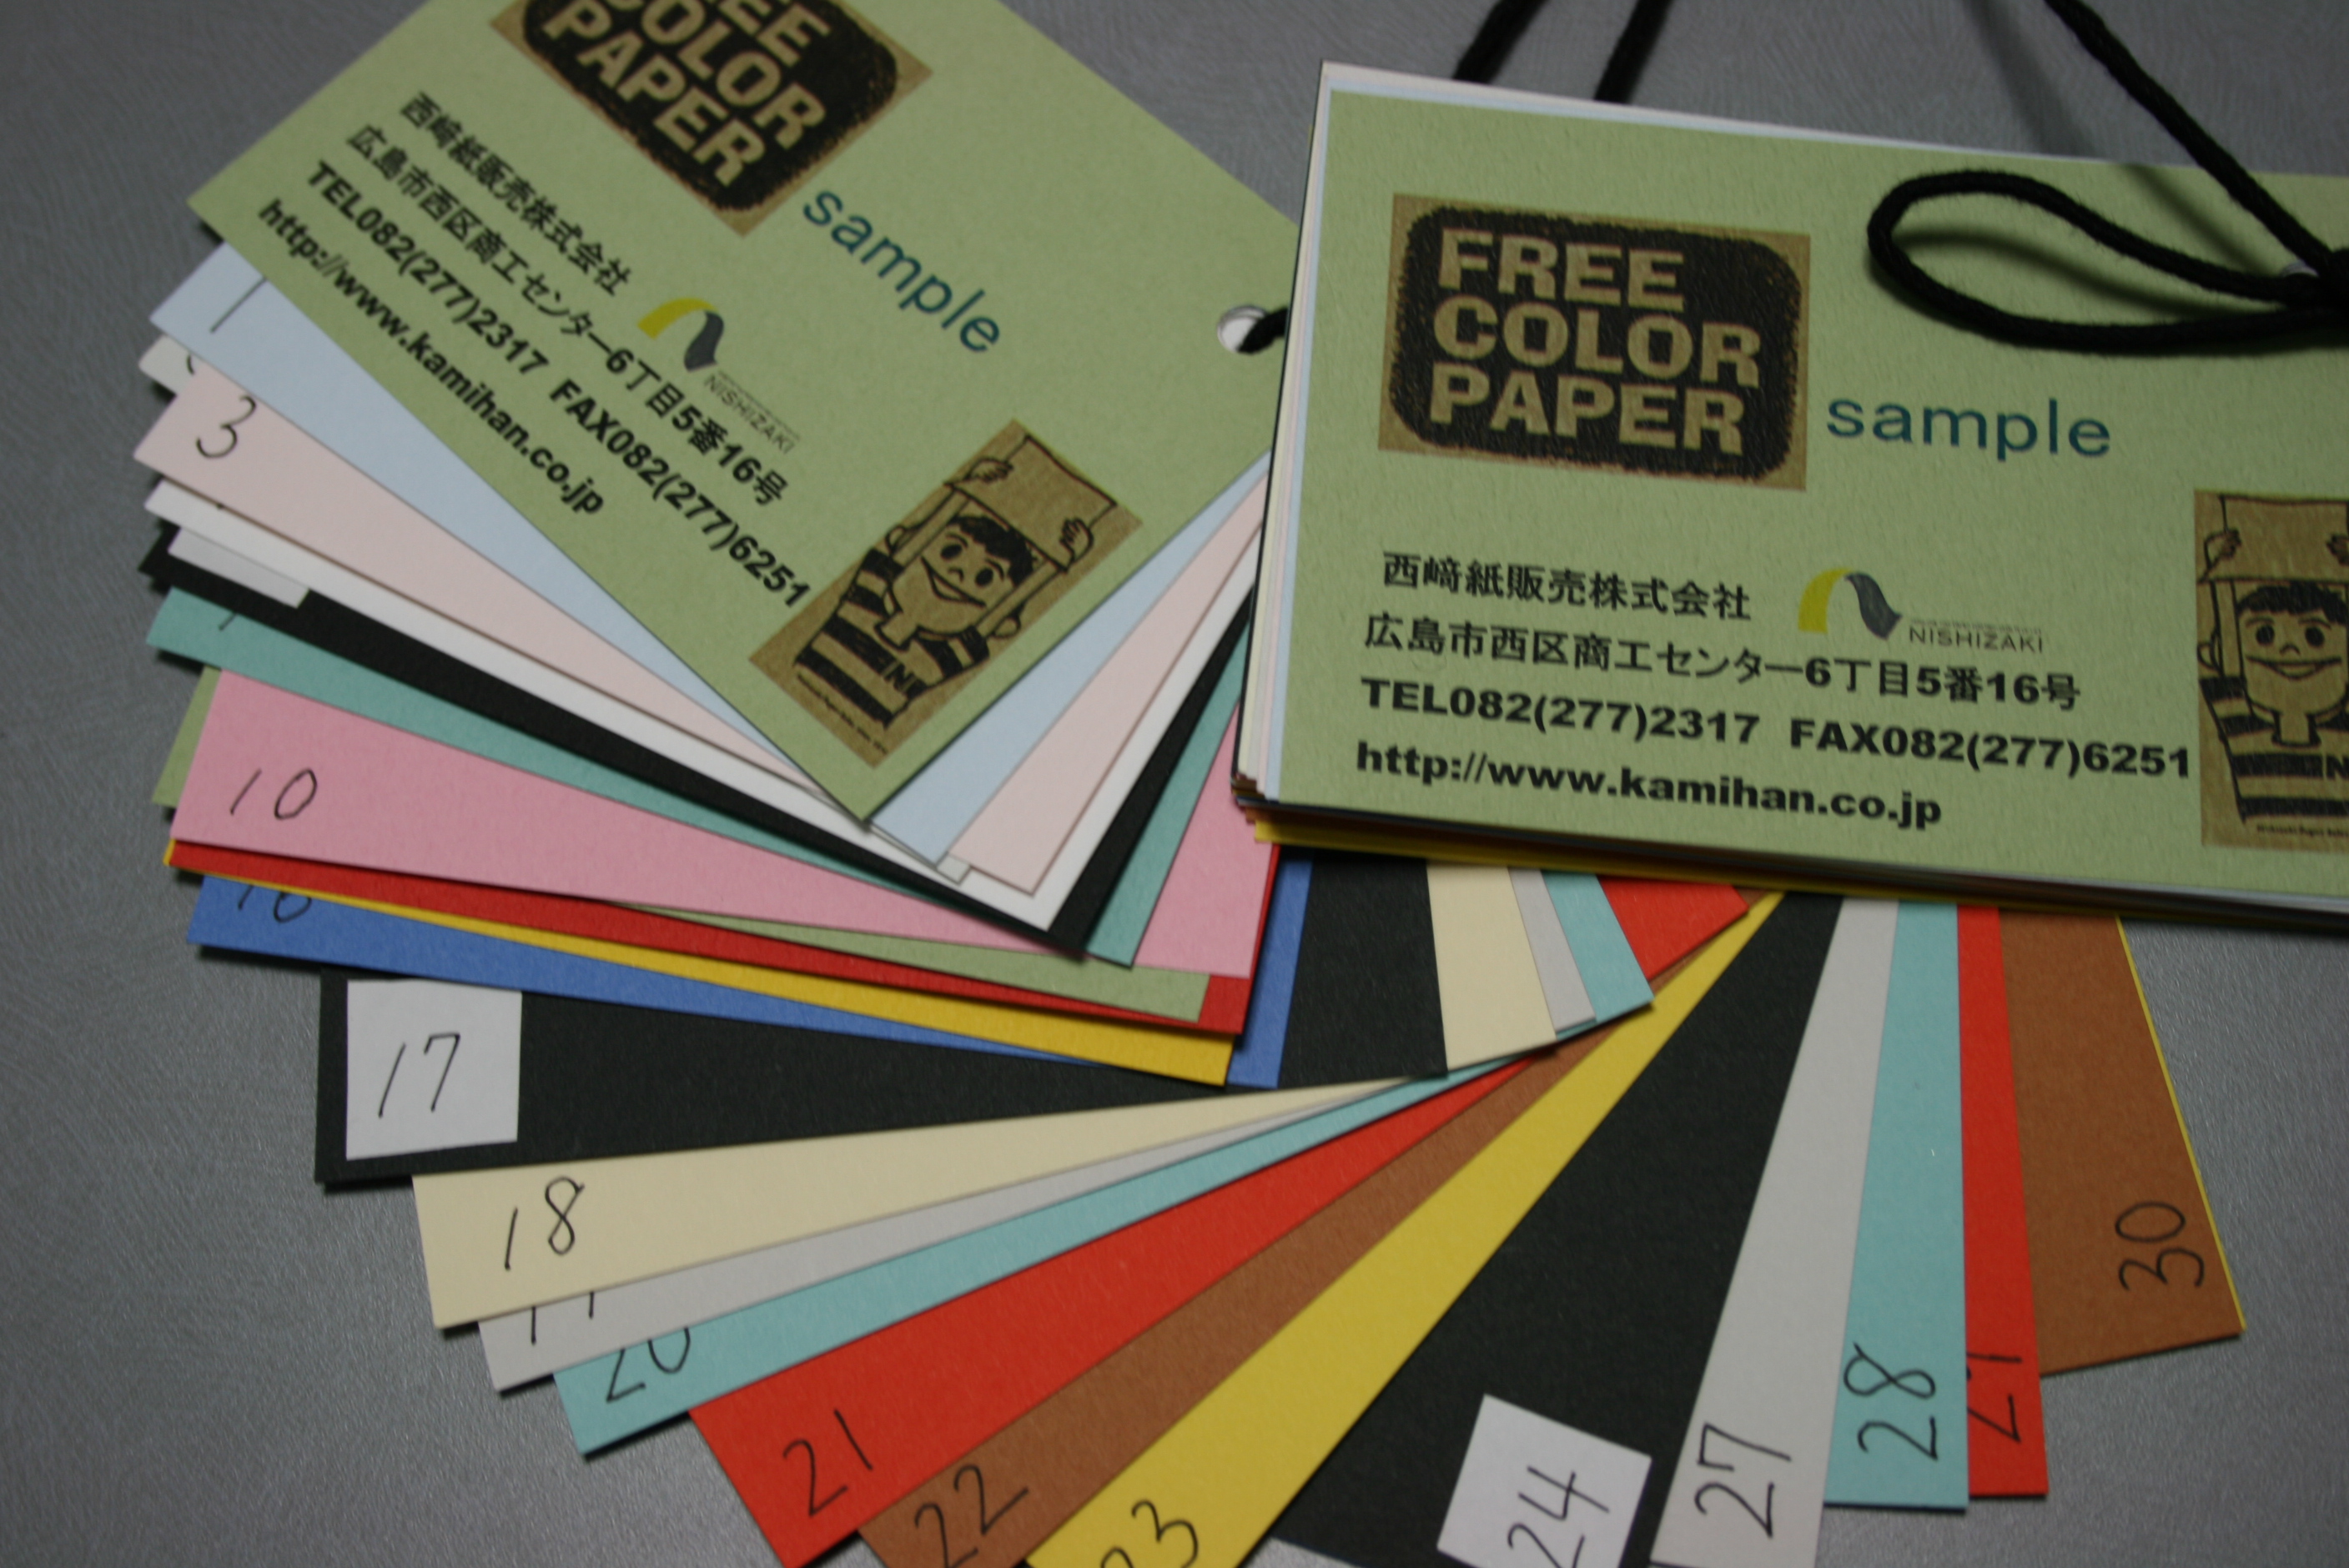 COLOR
PAPER
sample
西﨑紙販売株式会社
広島市西区商工センター6丁目5番16号
TEL082(277)2317 FAX082(277)6251
http://www.kamihan.co.jp
NISHIZAKI
1
3
10
16
17
18
20
21
22
23
24
27
28
30
FREE
COLOR
PAPER
sample
西﨑紙販売株式会社
NISHIZAKI
広島市西区商工センター6丁目5番16号
TEL082(277)2317 FAX082(277)6251
http://www.kamihan.co.jp